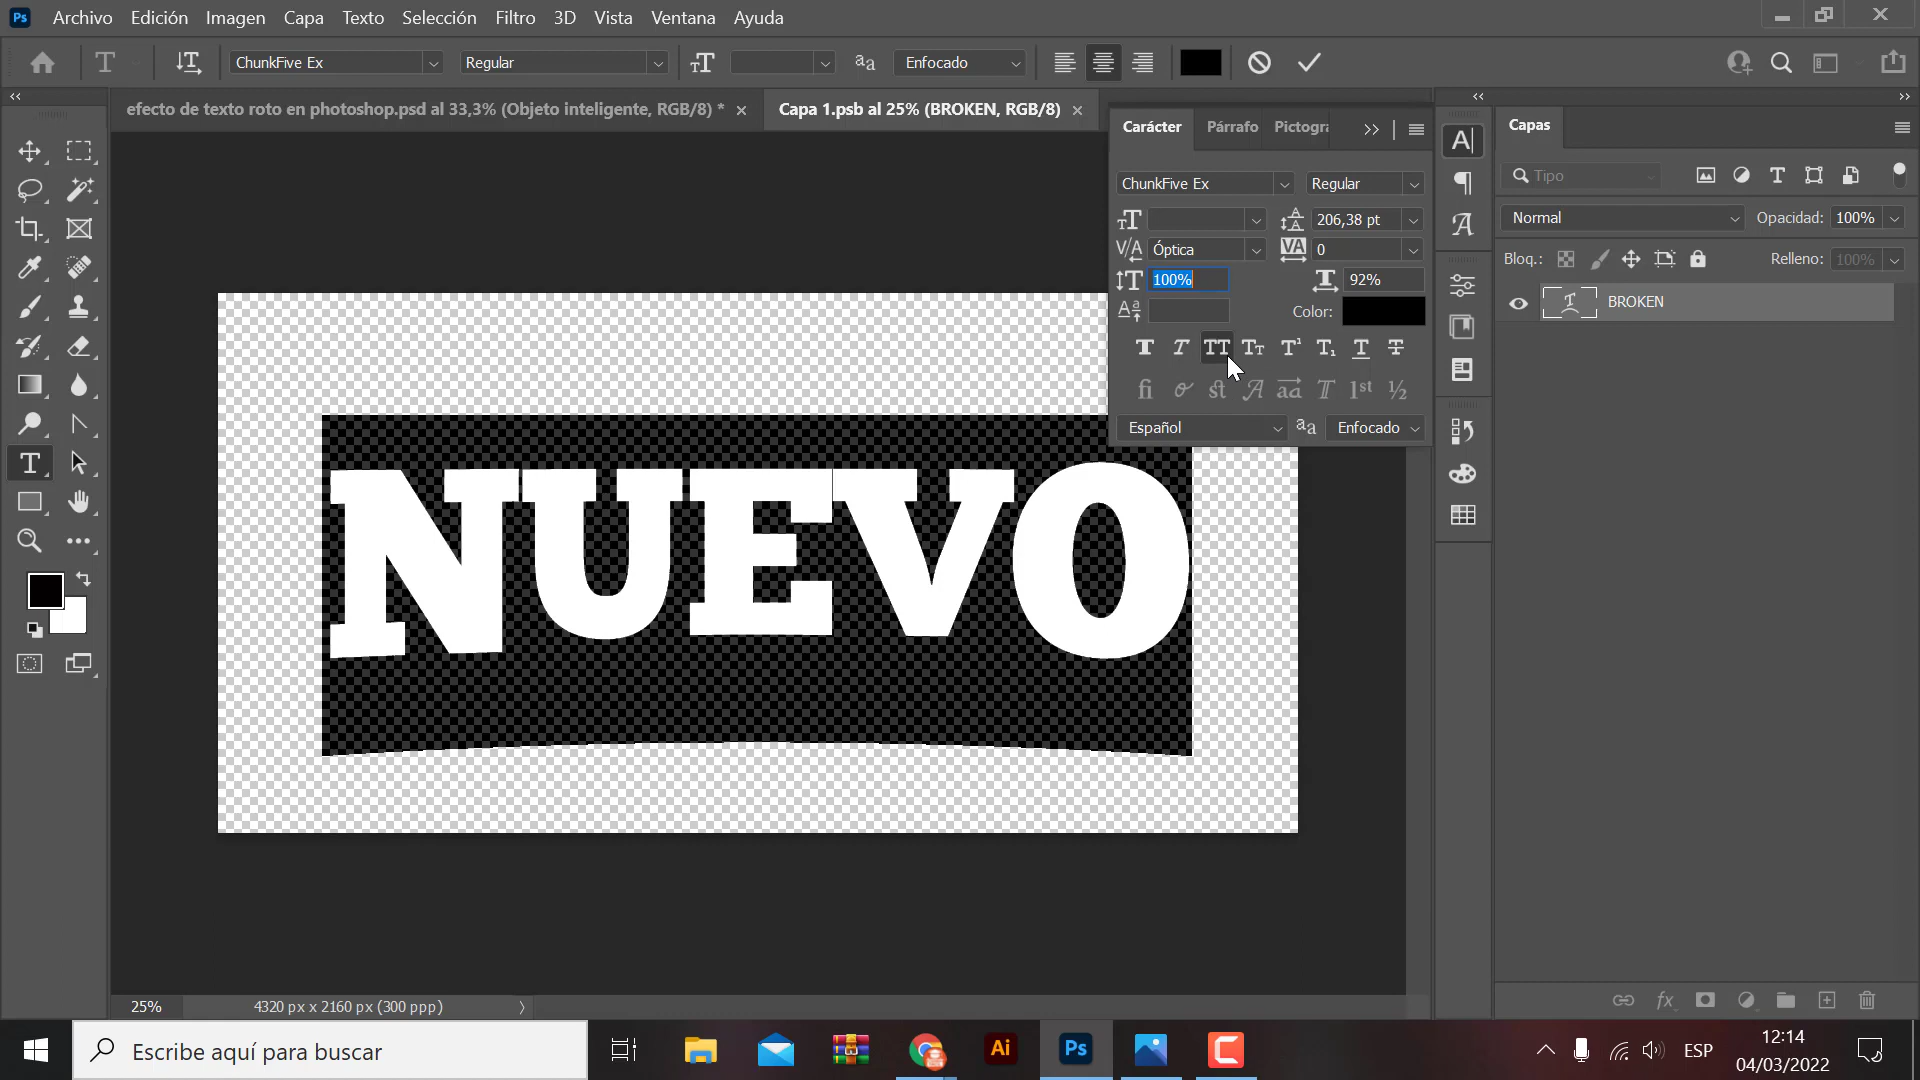 Ps Archivo Edición Imagen Capa Texto Selección Filtro 3D Vista Ventana Ayuda
ChunkFive Ex Regular Enfocado
efecto de texto roto en photoshop.psd al 33,3% (Objeto inteligente, RGB/8) *
Capa 1.psb al 25% (BROKEN, RGB/8)
Carácter Párrafo Pictogra
ChunkFive Ex Regular
206,38 pt
Óptica 0
100% 92%
Color:
Español Enfocado
Capas
Tipo
Normal Opacidad: 100%
Bloq.: Relleno: 100%
BROKEN
NUEVO
25% 4320 px x 2160 px (300 ppp)
Escribe aquí para buscar
Ai Ps
ESP
12:14
04/03/2022